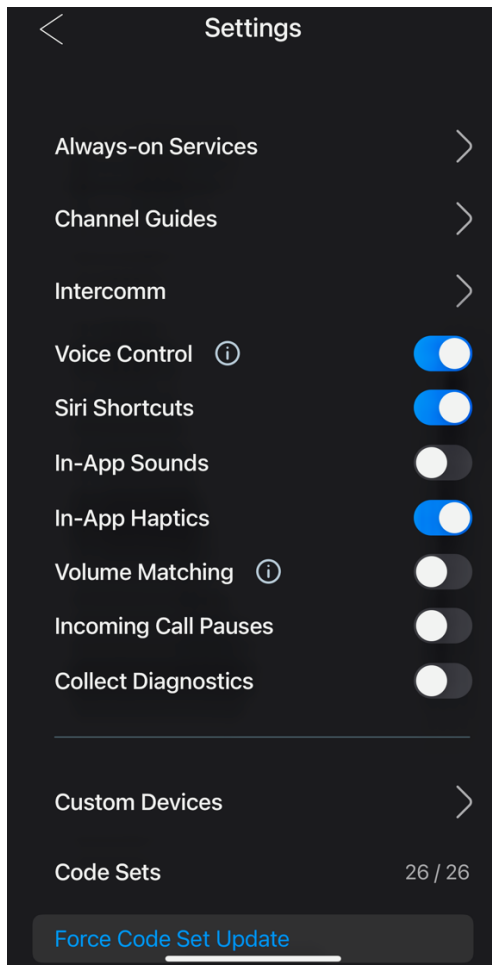 Settings
Always-on Services
Channel Guides
Intercomm
Voice Control
Siri Shortcuts
In-App Sounds
In-App Haptics
Volume Matching
Incoming Call Pauses
Collect Diagnostics
Custom Devices
Code Sets 26 / 26
Force Code Set Update